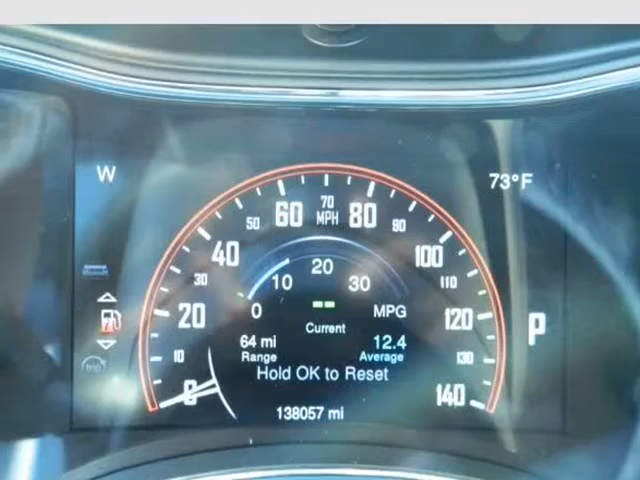 W
73°F
70
60 MPH 80
50 90
40 100
30 110
20 120
10 130
0 140
20
10 30
0 MPG
--
Current
64 mi 12.4
Range Average
Hold OK to Reset
138057 mi
P
trip